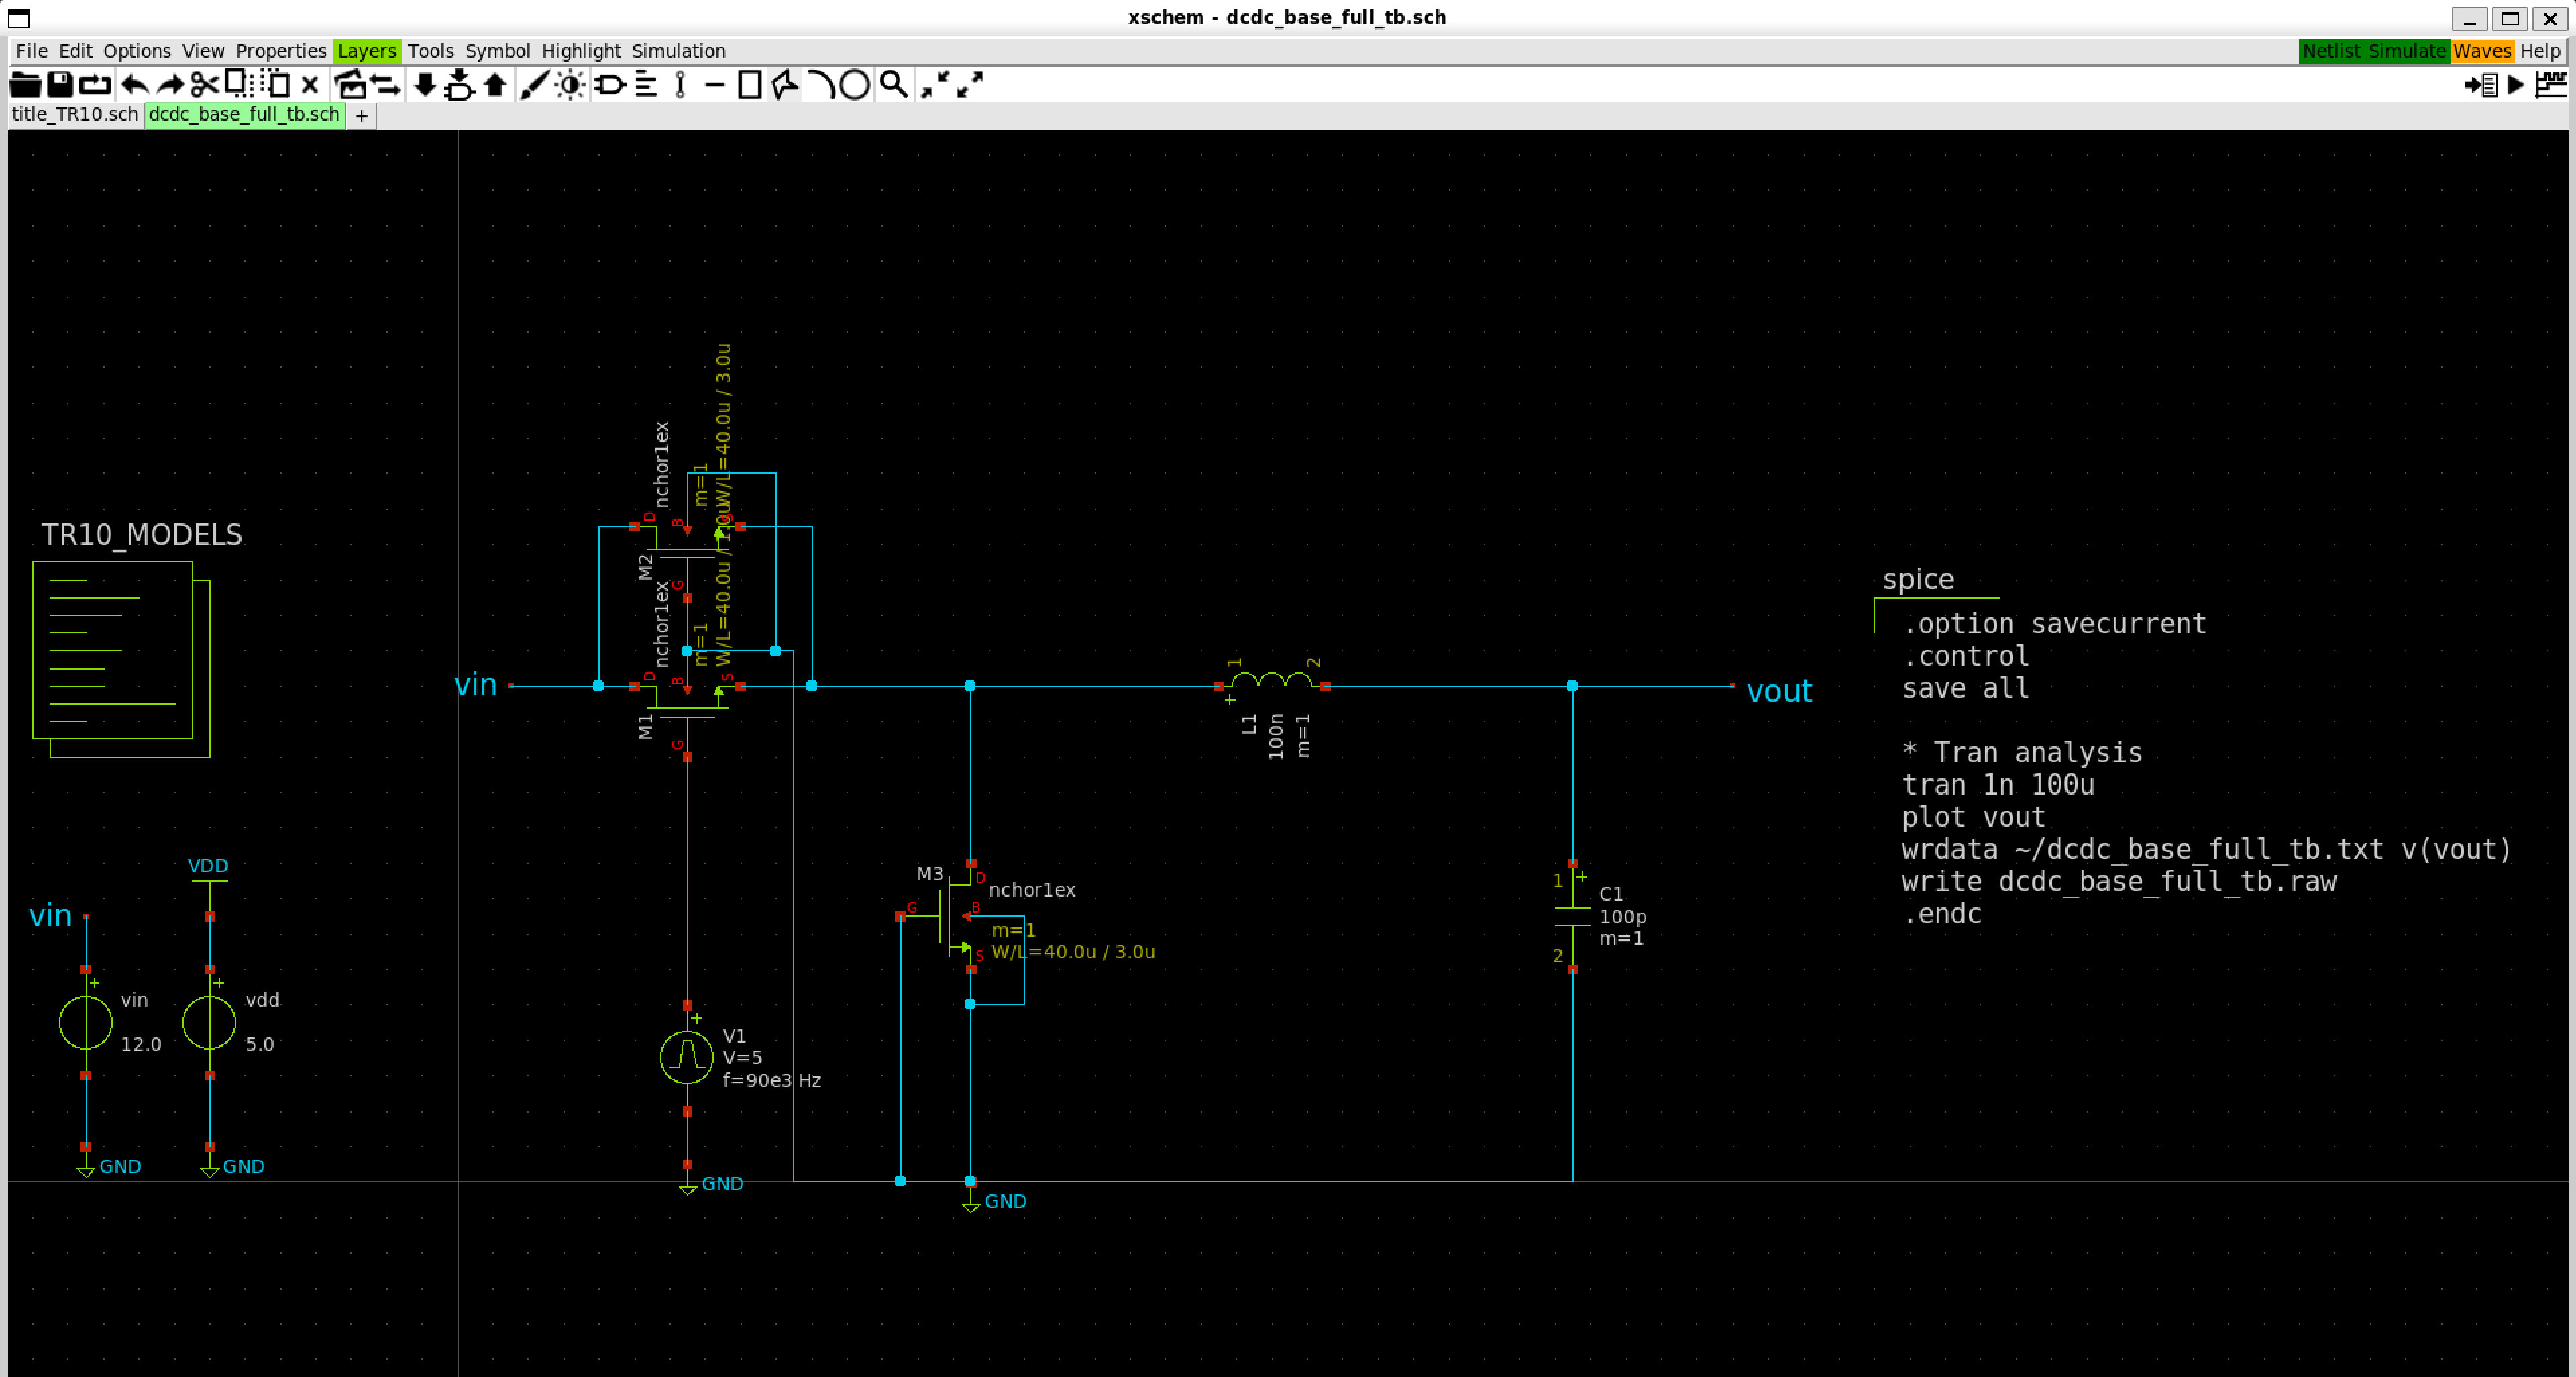 xschem - dcdc_base_full_tb.sch
File Edit Options View Properties Layers Tools Symbol Highlight Simulation Netlist Simulate Waves Help
title_TR10.sch dcdc_base_full_tb.sch +
TR10_MODELS
VDD
vin
+
vin
12.0
+
vdd
5.0
GND
GND
vin
nchor1ex
m=1
W/L=40.0u / 3.0u
D
B
M2
G
nchor1ex
m=1
W/L=40.0u /
D
B
S
M1
G
+
V1
V=5
f=90e3 Hz
GND
M3
D
nchor1ex
G
B
m=1
W/L=40.0u / 3.0u
S
GND
1
2
+
L1
100n
m=1
vout
1
+
C1
100p
m=1
2
spice
.option savecurrent
.control
save all
* Tran analysis
tran 1n 100u
plot vout
wrdata ~/dcdc_base_full_tb.txt v(vout)
write dcdc_base_full_tb.raw
.endc